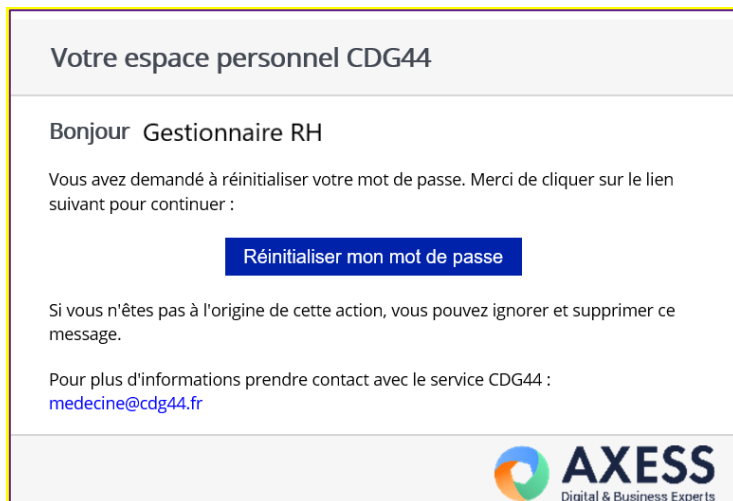 Votre espace personnel CDG44
Bonjour Gestionnaire RH
Vous avez demandé à réinitialiser votre mot de passe. Merci de cliquer sur le lien
suivant pour continuer :
Réinitialiser mon mot de passe
Si vous n'êtes pas à l'origine de cette action, vous pouvez ignorer et supprimer ce
message.
Pour plus d'informations prendre contact avec le service CDG44 :
medecine@cdg44.fr
AXESS
Digital & Business Experts